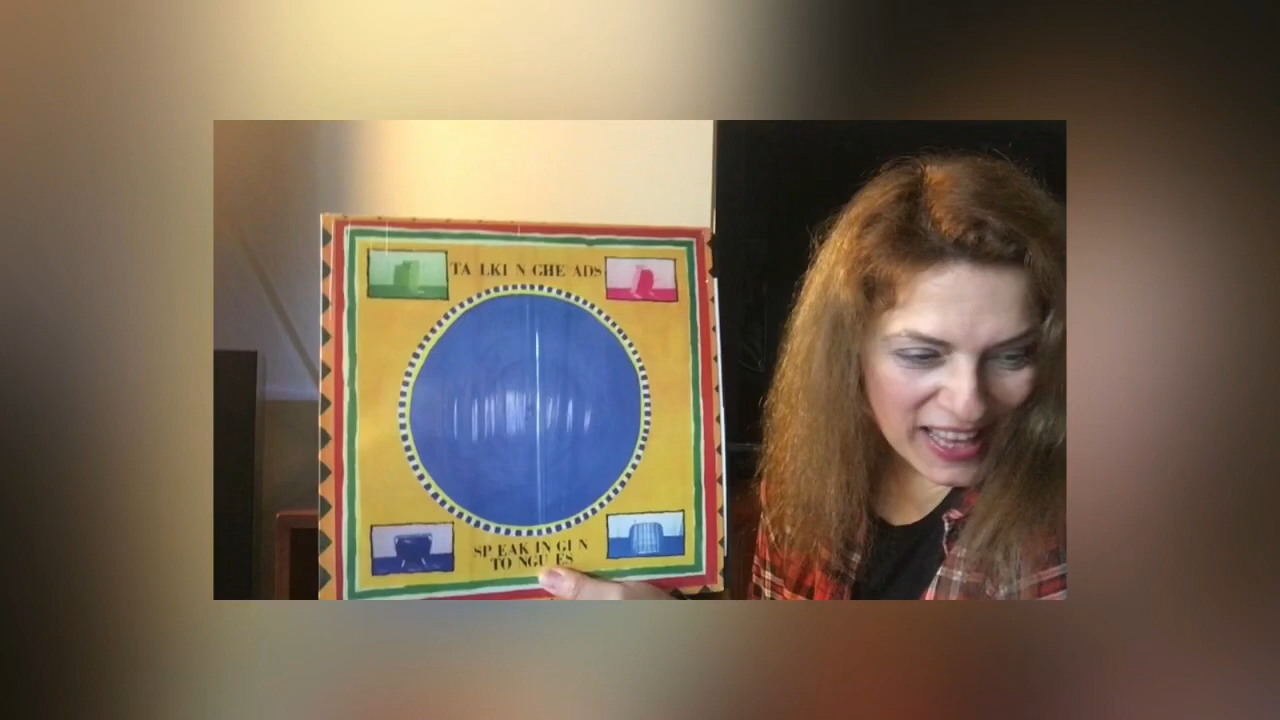 TA LKI N GHE ADS
SP EAK IN GI N
TO NGU ES